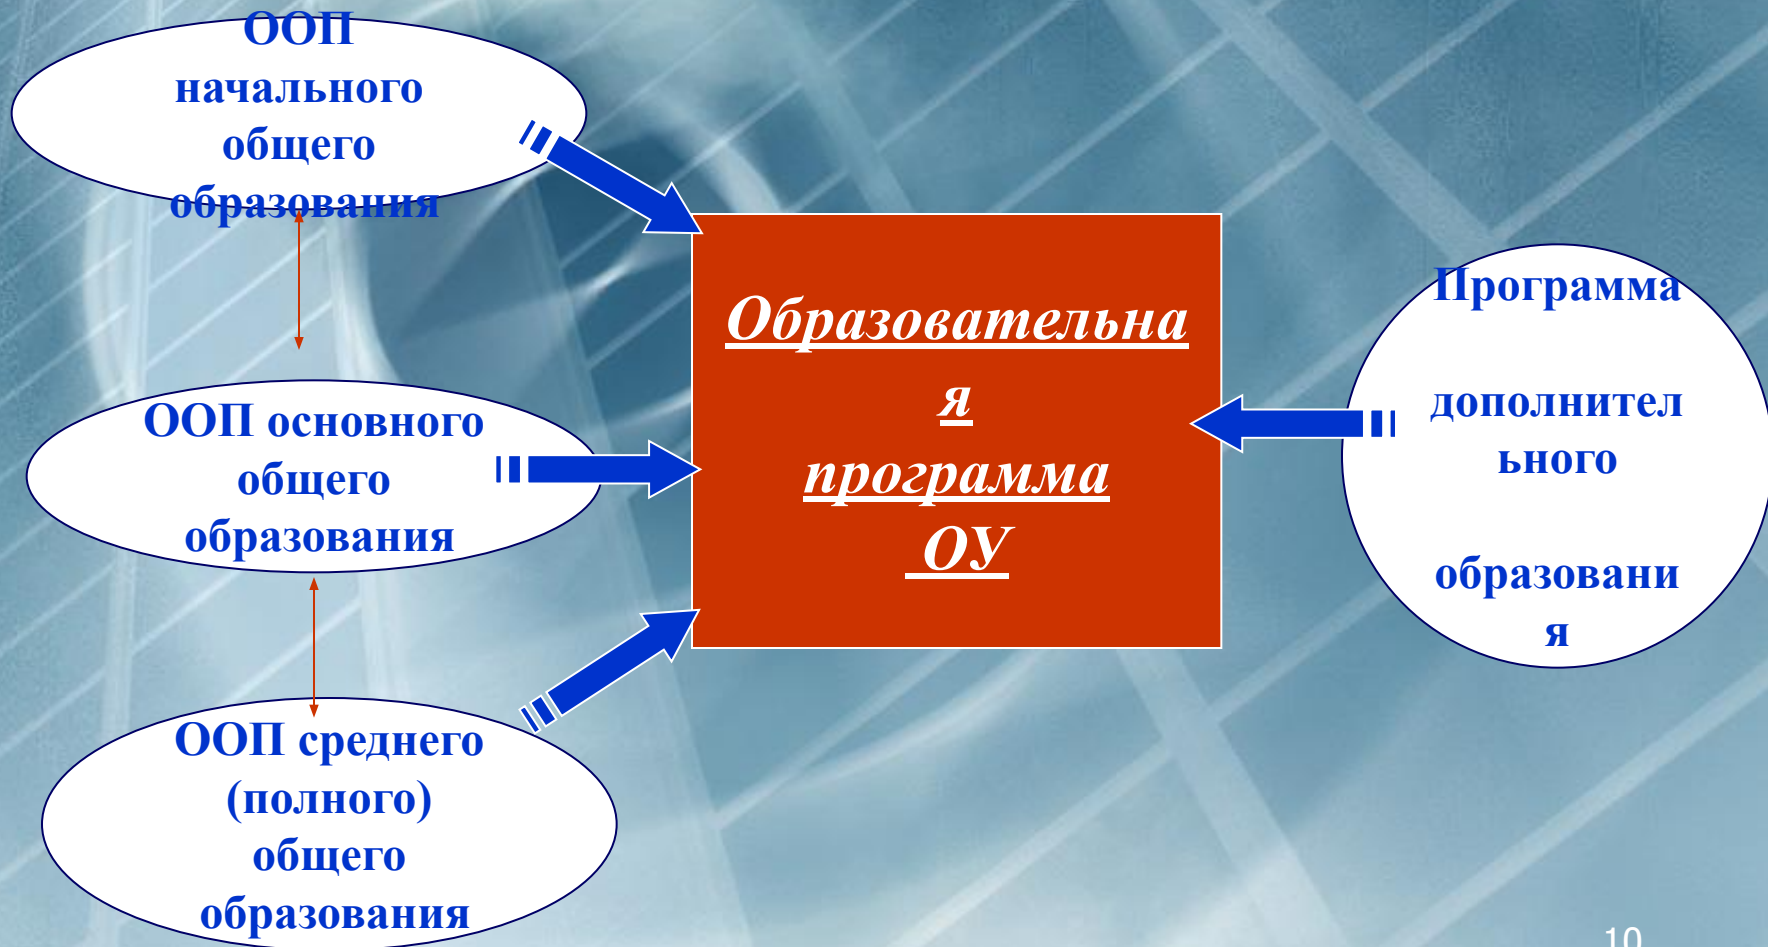 ООП
начального
общего
образования
ООП основного
общего
образования
ООП среднего
(полного)
общего
образования
Образовательна
я
программа
ОУ
Программа
дополнител
ьного
образовани
я
10